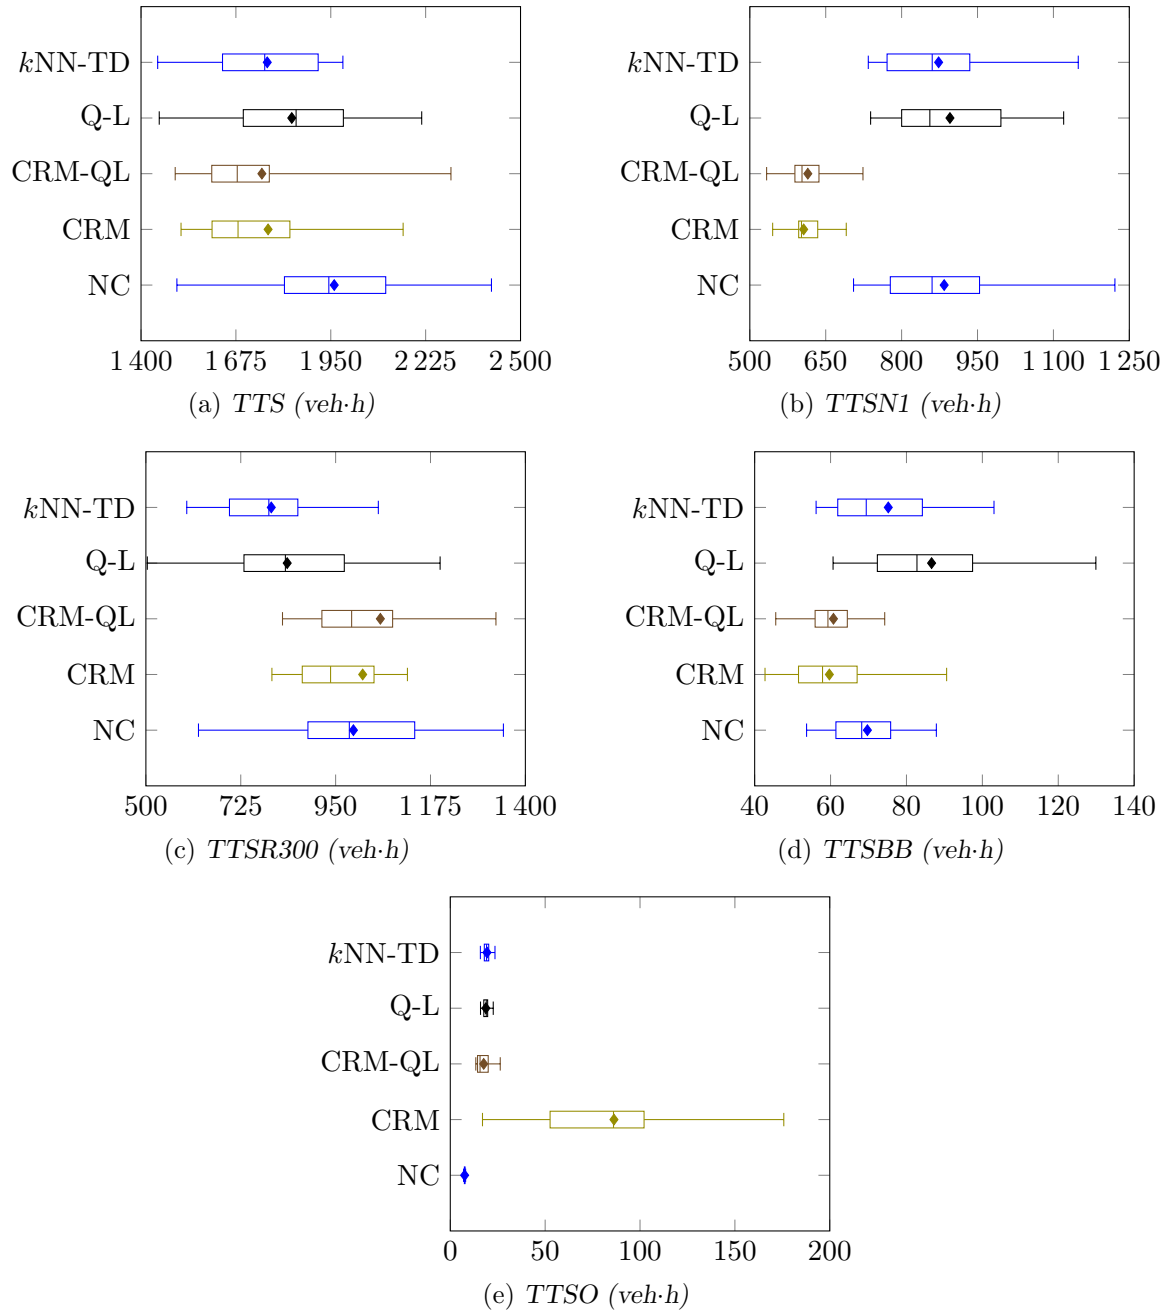 kNN-TD
Q-L
CRM-QL
CRM
NC
1 400 1 675 1 950 2 225 2 500
(a) TTS (veh·h)
kNN-TD
Q-L
CRM-QL
CRM
NC
500 650 800 950 1 100 1 250
(b) TTSN1 (veh·h)
kNN-TD
Q-L
CRM-QL
CRM
NC
500 725 950 1 175 1 400
(c) TTSR300 (veh·h)
kNN-TD
Q-L
CRM-QL
CRM
NC
40 60 80 100 120 140
(d) TTSBB (veh·h)
kNN-TD
Q-L
CRM-QL
CRM
NC
0 50 100 150 200
(e) TTSO (veh·h)